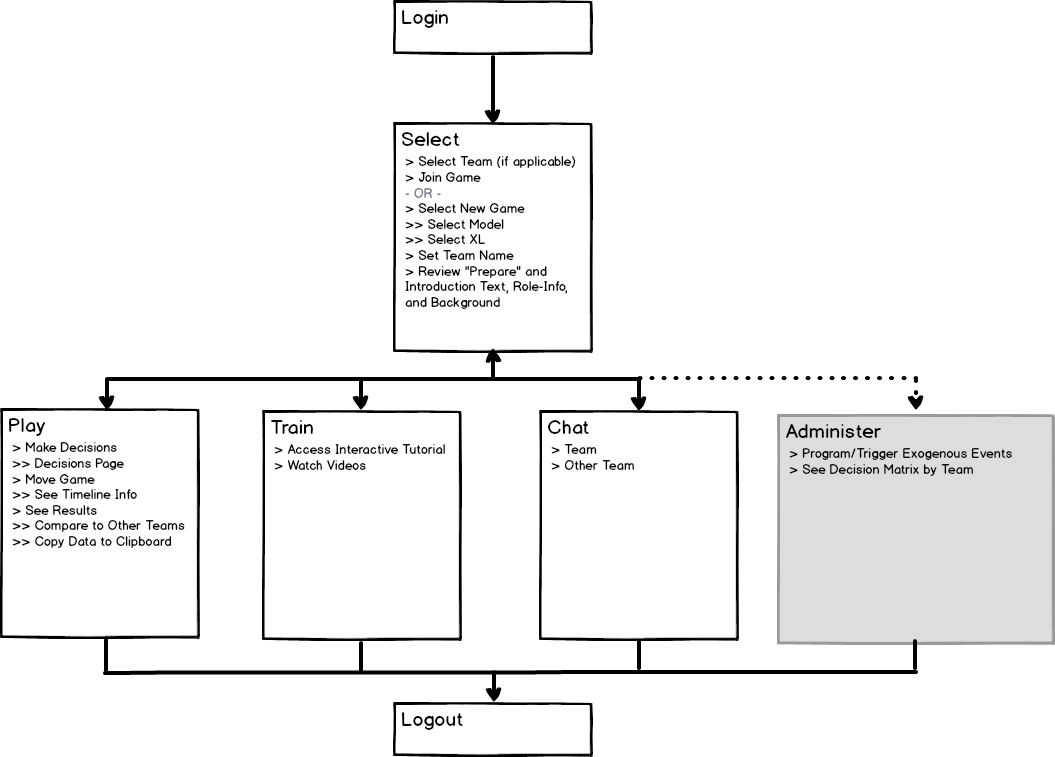 Login
Select
> Select Team (if applicable)
> Join Game
- OR -
> Select New Game
>> Select Model
>> Select XL
> Set Team Name
> Review "Prepare" and
Introduction Text, Role-Info,
and Background
Play
> Make Decisions
>> Decisions Page
> Move Game
>> See Timeline Info
> See Results
>> Compare to Other Teams
>> Copy Data to Clipboard
Train
> Access Interactive Tutorial
> Watch Videos
Chat
> Team
> Other Team
Administer
> Program/Trigger Exogenous Events
> See Decision Matrix by Team
Logout